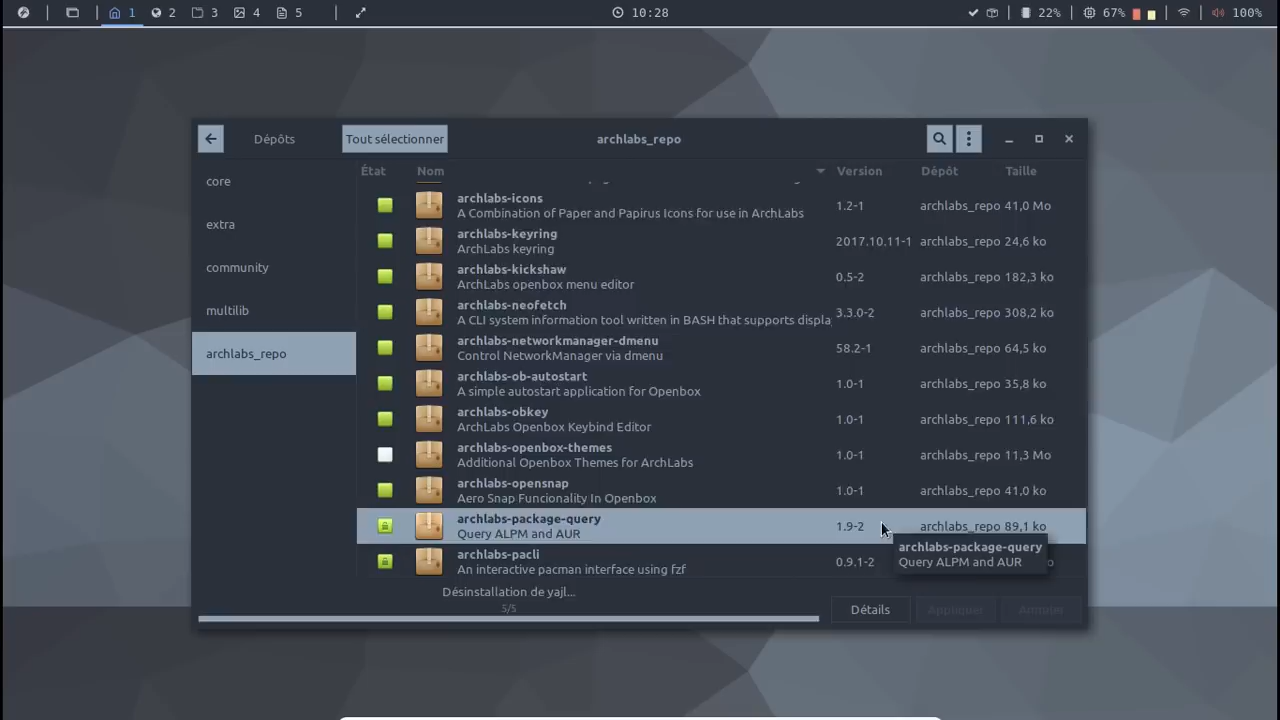 1 2 3 4 5 10:28 22% 67% 100%
Dépôts Tout sélectionner archlabs_repo
État Nom Version Dépôt Taille
core
extra
community
multilib
archlabs_repo
archlabs-icons
A Combination of Paper and Papirus Icons for use in ArchLabs
1.2-1 archlabs_repo 41,0 Mo
archlabs-keyring
ArchLabs keyring
2017.10.11-1 archlabs_repo 24,6 ko
archlabs-kickshaw
ArchLabs openbox menu editor
0.5-2 archlabs_repo 182,3 ko
archlabs-neofetch
A CLI system information tool written in BASH that supports displa
3.3.0-2 archlabs_repo 308,2 ko
archlabs-networkmanager-dmenu
Control NetworkManager via dmenu
58.2-1 archlabs_repo 64,5 ko
archlabs-ob-autostart
A simple autostart application for Openbox
1.0-1 archlabs_repo 35,8 ko
archlabs-obkey
ArchLabs Openbox Keybind Editor
1.0-1 archlabs_repo 111,6 ko
archlabs-openbox-themes
Additional Openbox Themes for ArchLabs
1.0-1 archlabs_repo 11,3 Mo
archlabs-opensnap
Aero Snap Funcionality In Openbox
1.0-1 archlabs_repo 41,0 ko
archlabs-package-query
Query ALPM and AUR
1.9-2 archlabs_repo 89,1 ko
archlabs-package-query
Query ALPM and AUR
archlabs-pacli
An interactive pacman interface using fzf
0.9.1-2
Désinstallation de yajl...
5/5
Détails Appliquer Annuler